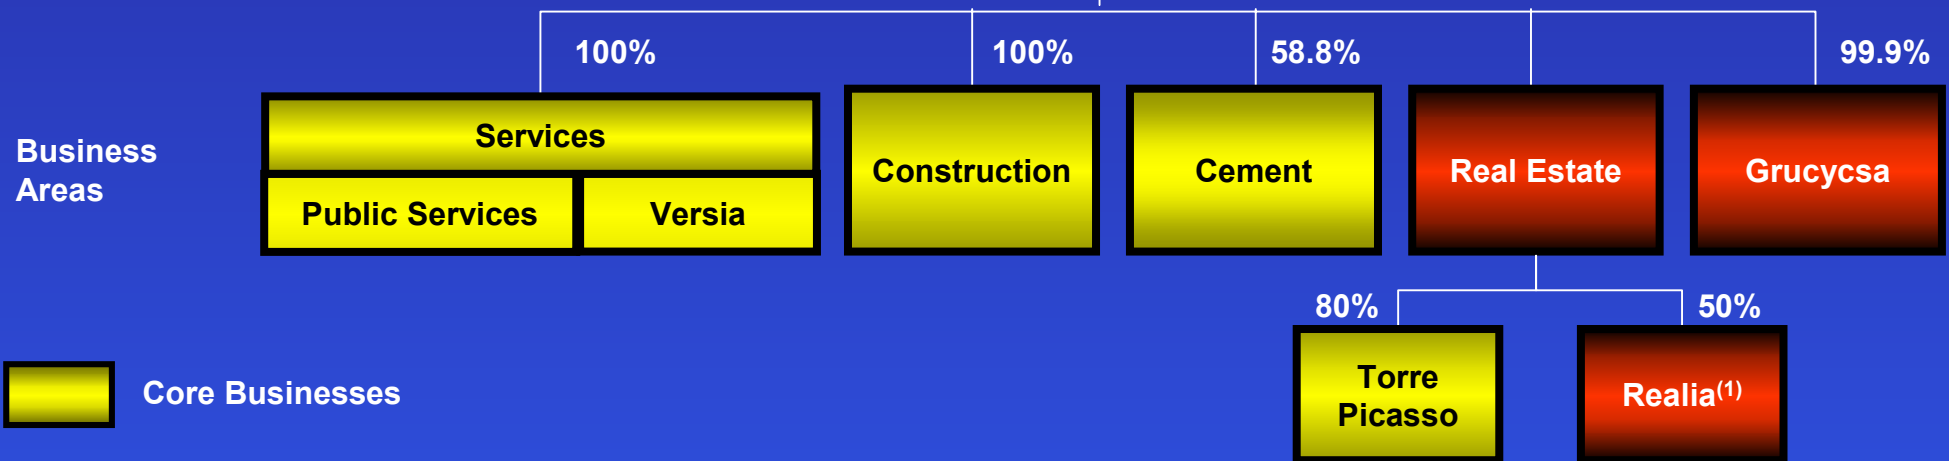 100%
100%
58.8%
99.9%
Business
Areas
Services
Public Services
Versia
Construction
Cement
Real Estate
Grucycsa
80%
50%
Torre
Picasso
Realia(1)
Core Businesses